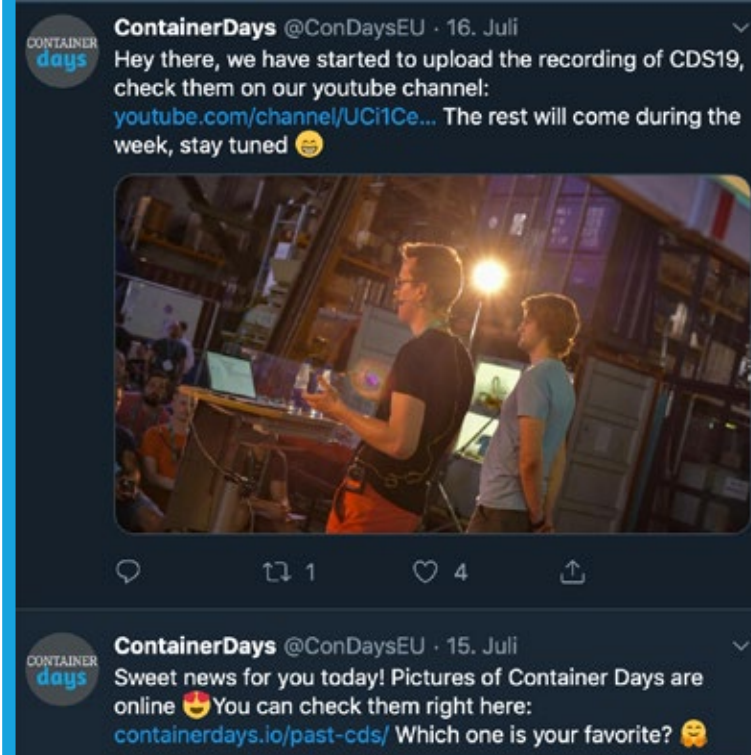 CONTAINER
days
ContainerDays @ConDaysEU · 16. Juli
Hey there, we have started to upload the recording of CDS19,
check them on our youtube channel:
youtube.com/channel/UCi1Ce... The rest will come during the
week, stay tuned 😁
1
4
CONTAINER
days
ContainerDays @ConDaysEU · 15. Juli
Sweet news for you today! Pictures of Container Days are
online 😍You can check them right here:
containerdays.io/past-cds/ Which one is your favorite? 🤗